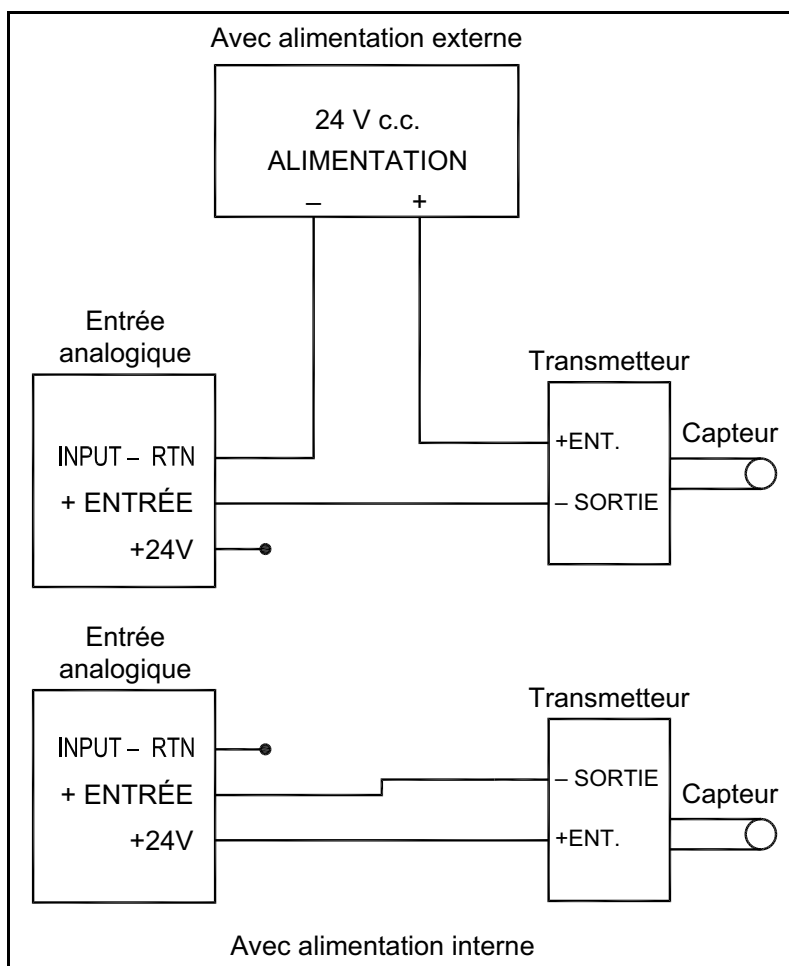 Avec alimentation externe
24 V c.c.
ALIMENTATION
– +
Entrée
analogique
Transmetteur
INPUT – RTN
+ ENTRÉE
+24V
+ENT.
– SORTIE
Capteur
Entrée
analogique
Transmetteur
INPUT – RTN
+ ENTRÉE
+24V
– SORTIE
+ENT.
Capteur
Avec alimentation interne